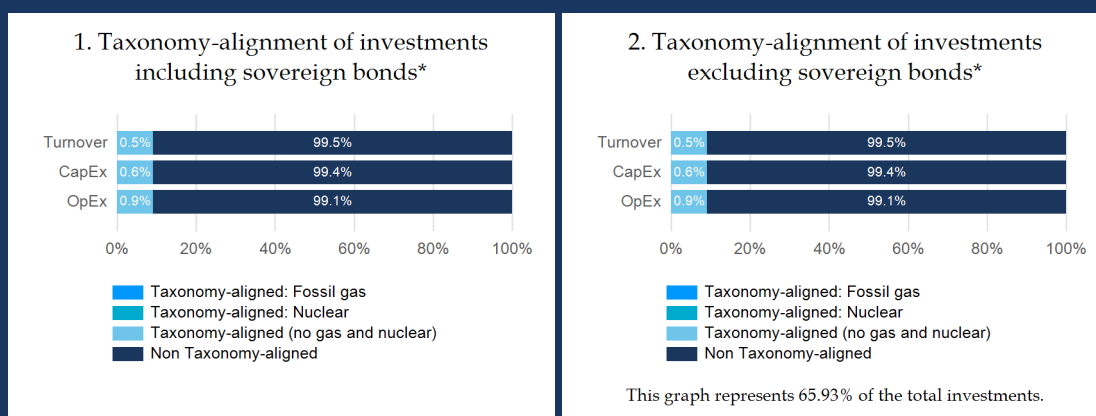 1. Taxonomy-alignment of investments
including sovereign bonds*
Turnover 0.5% 99.5%
CapEx 0.6% 99.4%
OpEx 0.9% 99.1%
0% 20% 40% 60% 80% 100%
Taxonomy-aligned: Fossil gas
Taxonomy-aligned: Nuclear
Taxonomy-aligned (no gas and nuclear)
Non Taxonomy-aligned
2. Taxonomy-alignment of investments
excluding sovereign bonds*
Turnover 0.5% 99.5%
CapEx 0.6% 99.4%
OpEx 0.9% 99.1%
0% 20% 40% 60% 80% 100%
Taxonomy-aligned: Fossil gas
Taxonomy-aligned: Nuclear
Taxonomy-aligned (no gas and nuclear)
Non Taxonomy-aligned
This graph represents 65.93% of the total investments.